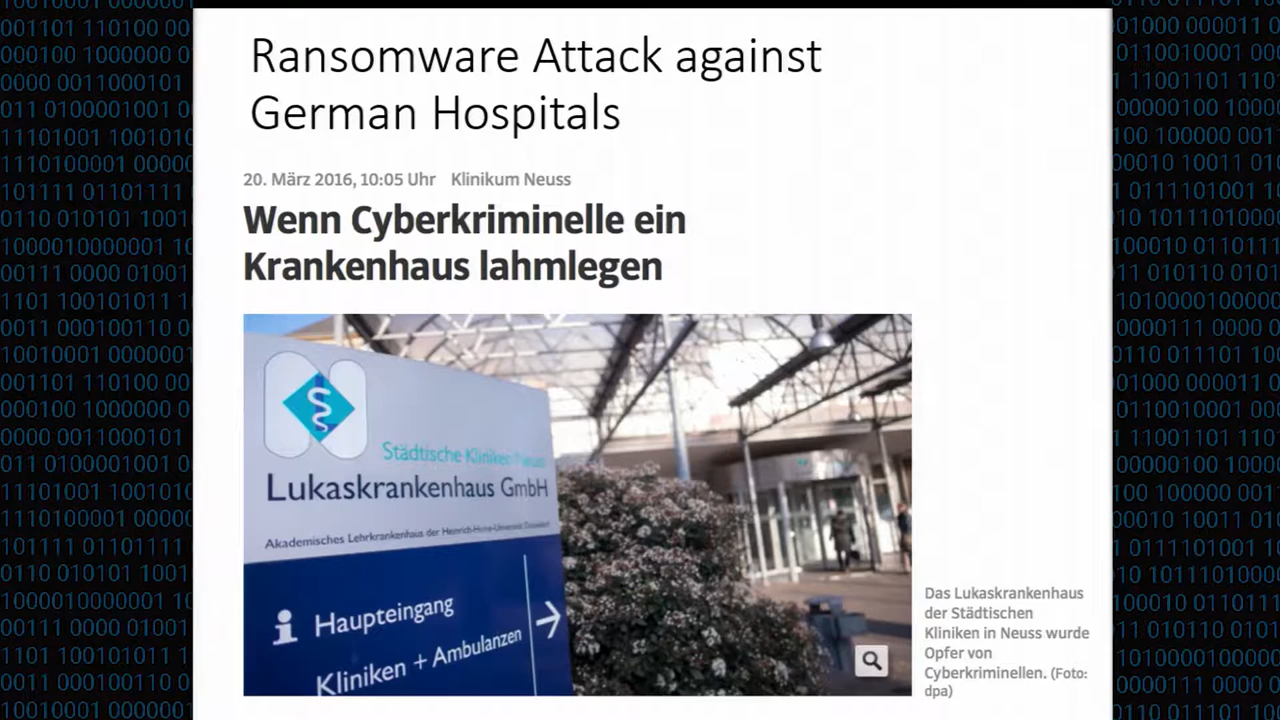 Ransomware Attack against
German Hospitals
20. März 2016, 10:05 Uhr Klinikum Neuss
Wenn Cyberkriminelle ein
Krankenhaus lahmlegen
Städtische Kliniken Neuss
Lukaskrankenhaus GmbH
Akademisches Lehrkrankenhaus der Heinrich-Heine-Universität Düsseldorf
Haupteingang
Kliniken + Ambulanzen
Das Lukaskrankenhaus
der Städtischen
Kliniken in Neuss wurde
Opfer von
Cyberkriminellen. (Foto:
dpa)